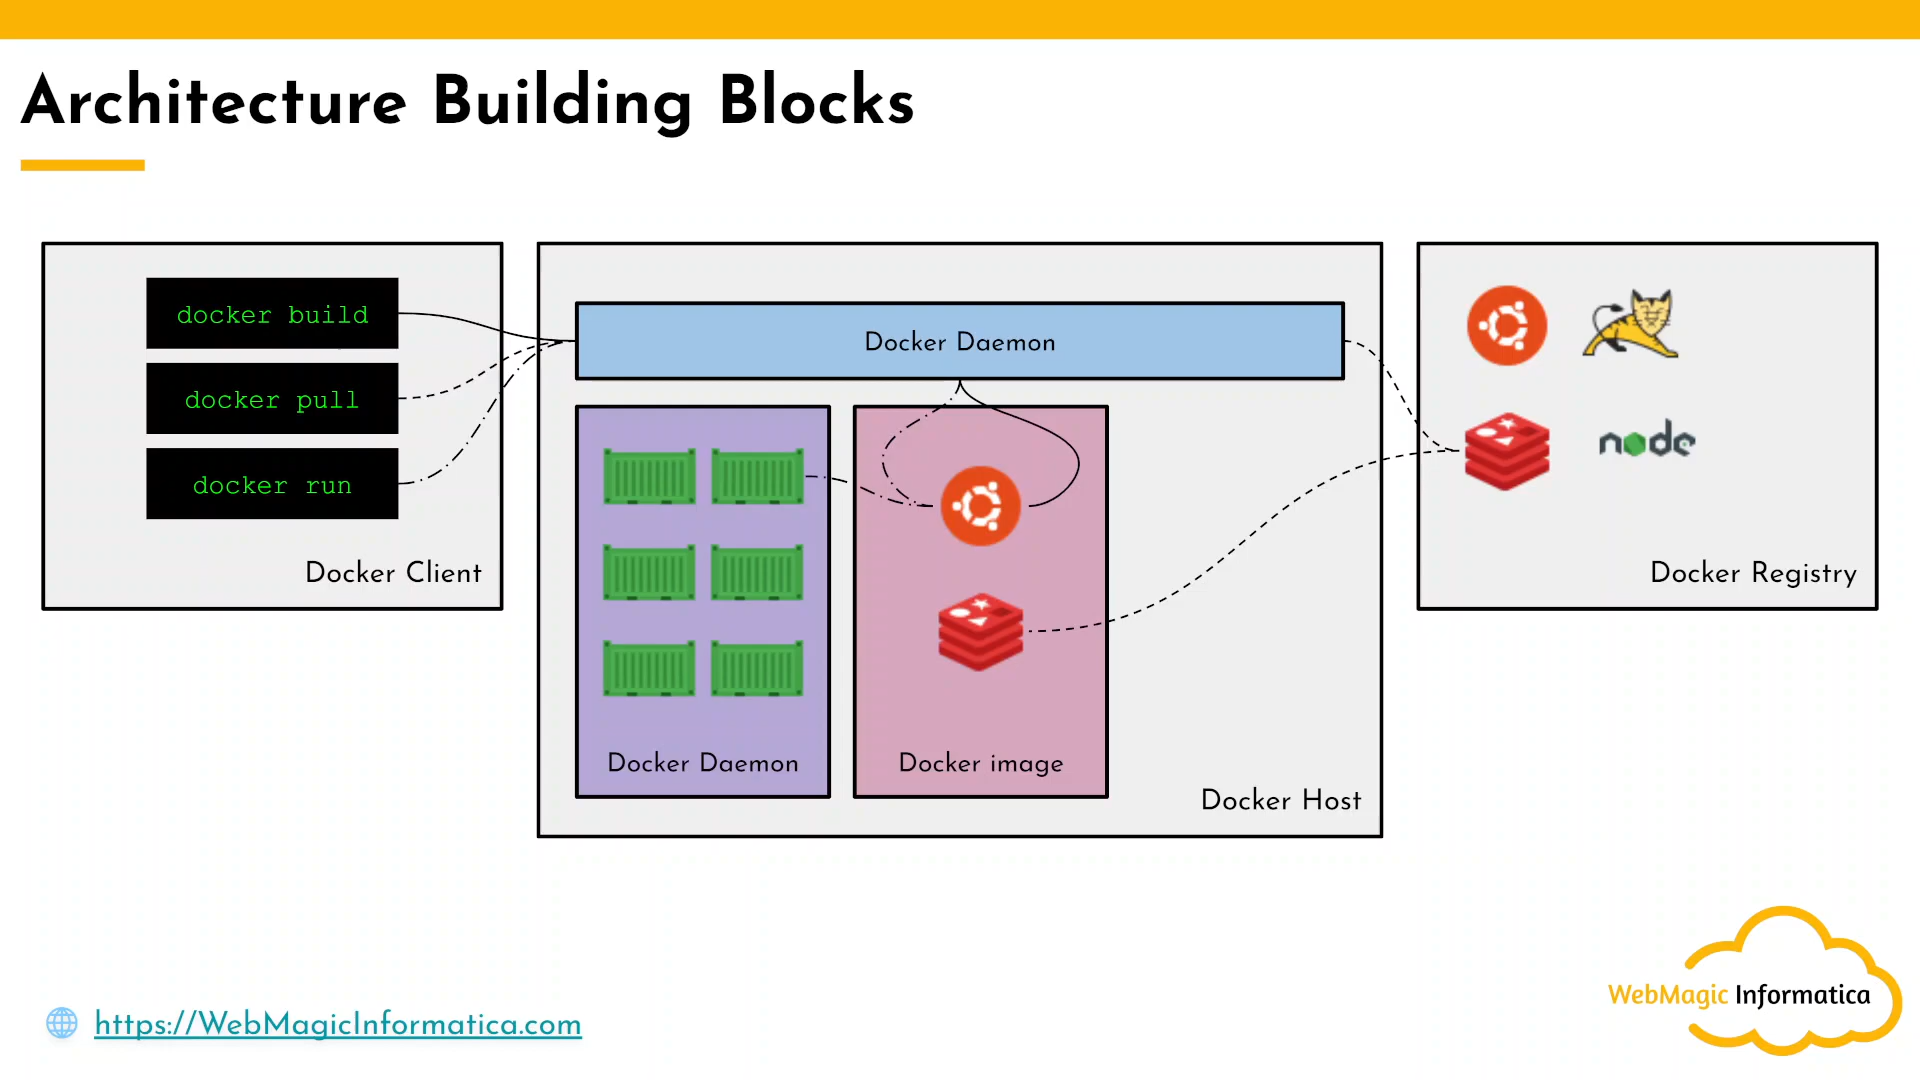 Architecture Building Blocks
docker build
docker pull
docker run
Docker Client
Docker Daemon
Docker Daemon
Docker image
Docker Host
node
Docker Registry
https://WebMagicInformatica.com
WebMagic Informatica